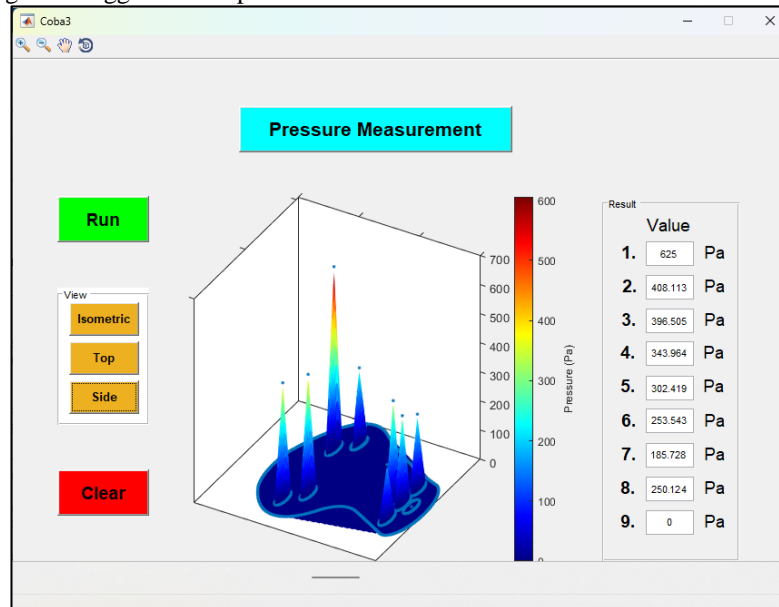 Coba3
Pressure Measurement
Run
View
Isometric
Top
Side
Clear
700
600
500
400
300
200
100
0
600
500
400
300
200
100
0
Pressure (Pa)
Result
Value
1. 625 Pa
2. 408.113 Pa
3. 396.505 Pa
4. 343.964 Pa
5. 302.419 Pa
6. 253.543 Pa
7. 185.728 Pa
8. 250.124 Pa
9. 0 Pa